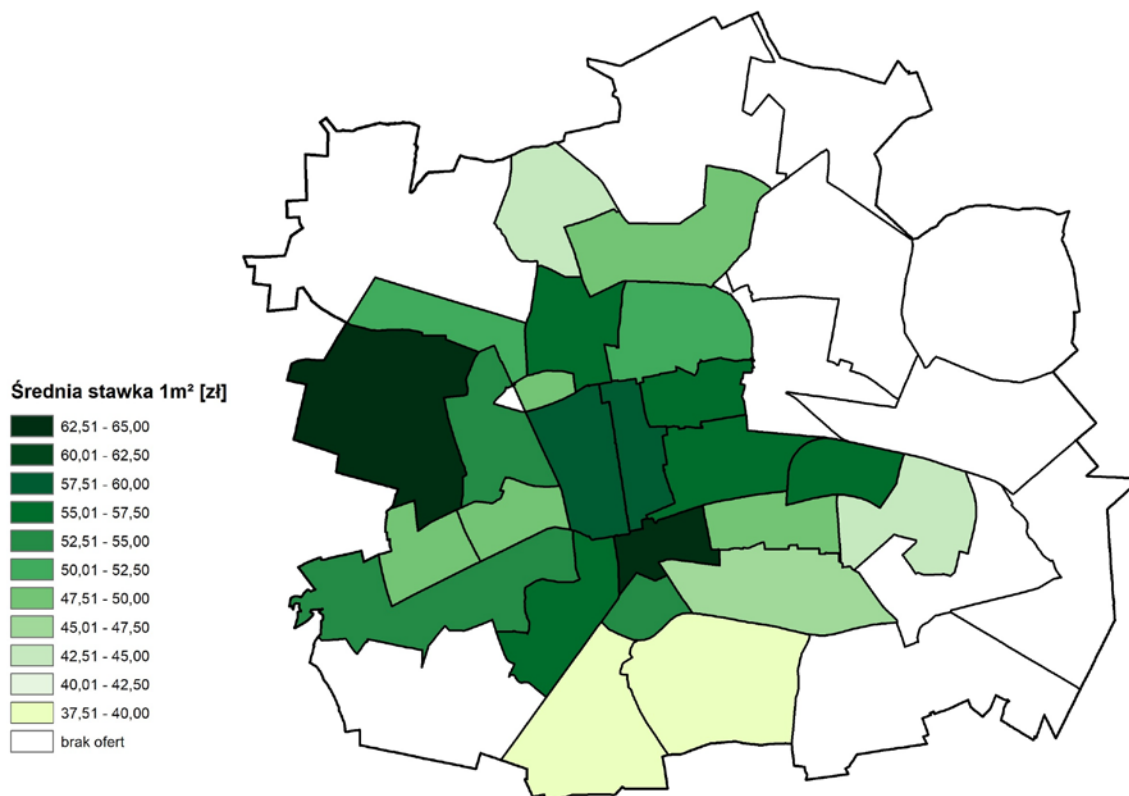 Średnia stawka 1m² [zł]
62,51 - 65,00
60,01 - 62,50
57,51 - 60,00
55,01 - 57,50
52,51 - 55,00
50,01 - 52,50
47,51 - 50,00
45,01 - 47,50
42,51 - 45,00
40,01 - 42,50
37,51 - 40,00
brak ofert